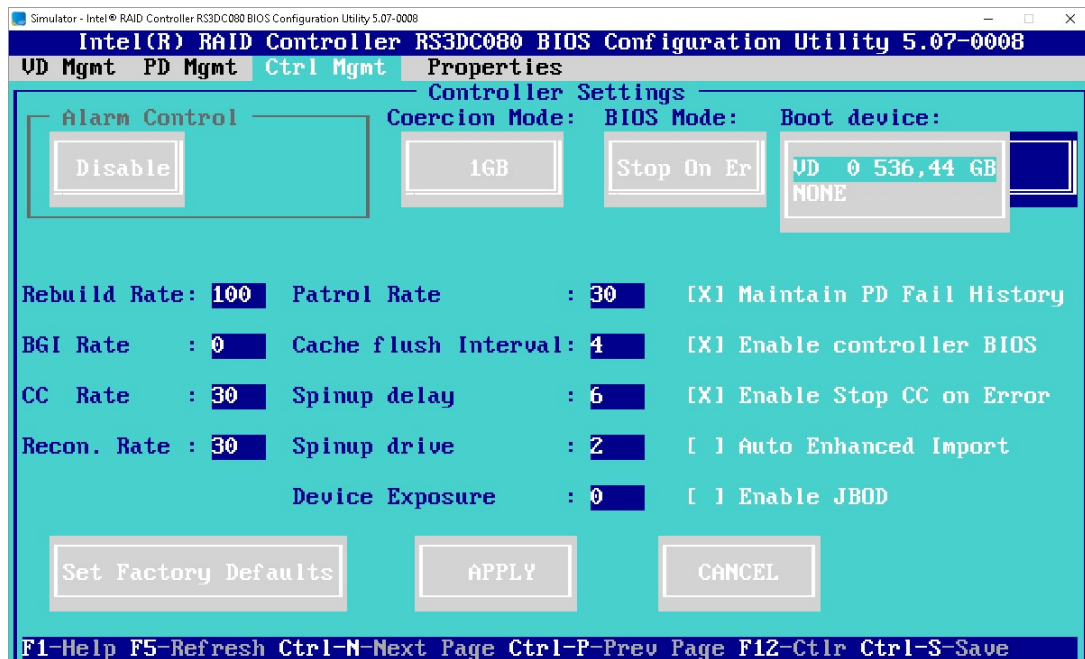 Simulator - Intel® RAID Controller RS3DC080 BIOS Configuration Utility 5.07-0008
Intel(R) RAID Controller RS3DC080 BIOS Configuration Utility 5.07-0008
VD Mgmt PD Mgmt Ctrl Mgmt Properties
Controller Settings
Alarm Control Coercion Mode: BIOS Mode: Boot device:
Disable 1GB Stop On Er VD 0 536,44 GB
NONE
Rebuild Rate: 100 Patrol Rate : 30 [X] Maintain PD Fail History
BGI Rate : 0 Cache flush Interval: 4 [X] Enable controller BIOS
CC Rate : 30 Spinup delay : 6 [X] Enable Stop CC on Error
Recon. Rate : 30 Spinup drive : 2 [ ] Auto Enhanced Import
Device Exposure : 0 [ ] Enable JBOD
Set Factory Defaults APPLY CANCEL
F1-Help F5-Refresh Ctrl-N-Next Page Ctrl-P-Prev Page F12-Ctlr Ctrl-S-Save